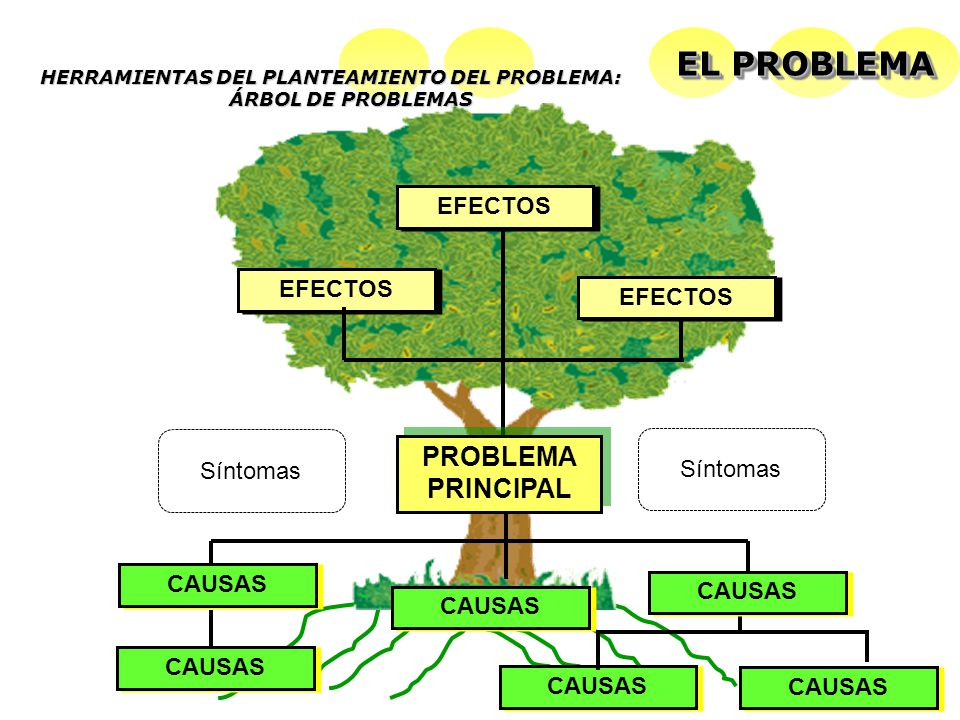 EL PROBLEMA
HERRAMIENTAS DEL PLANTEAMIENTO DEL PROBLEMA:
ÁRBOL DE PROBLEMAS
EFECTOS
EFECTOS
EFECTOS
PROBLEMA
PRINCIPAL
Síntomas
Síntomas
CAUSAS
CAUSAS
CAUSAS
CAUSAS
CAUSAS
CAUSAS